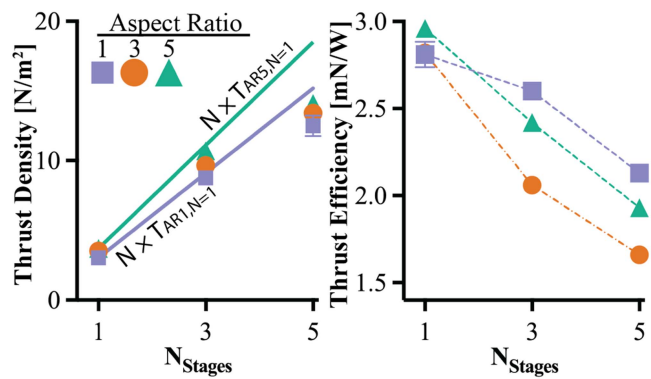 Thrust Density [N/m²]
20
10
0
Aspect Ratio
1 3 5
N × T_AR5,N=1
N × T_AR1,N=1
1 3 5
N_Stages
Thrust Efficiency [mN/W]
3.0
2.5
2.0
1.5
1 3 5
N_Stages